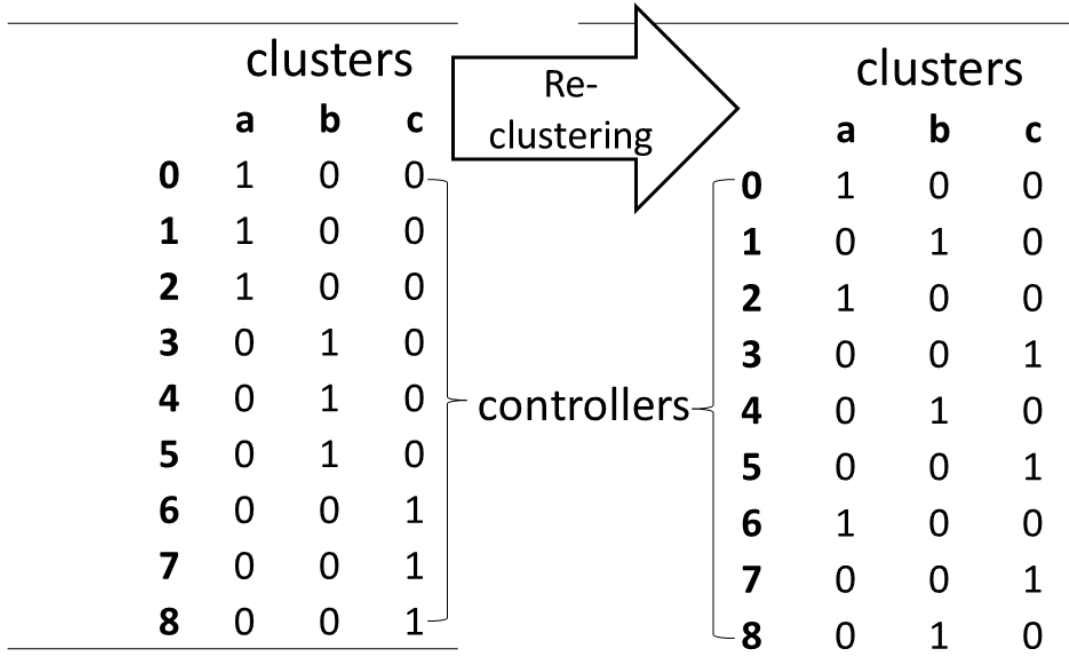 clusters
a b c
0 1 0 0
1 1 0 0
2 1 0 0
3 0 1 0
4 0 1 0
5 0 1 0
6 0 0 1
7 0 0 1
8 0 0 1
Re-
clustering
controllers
clusters
a b c
0 1 0 0
1 0 1 0
2 1 0 0
3 0 0 1
4 0 1 0
5 0 0 1
6 1 0 0
7 0 0 1
8 0 1 0